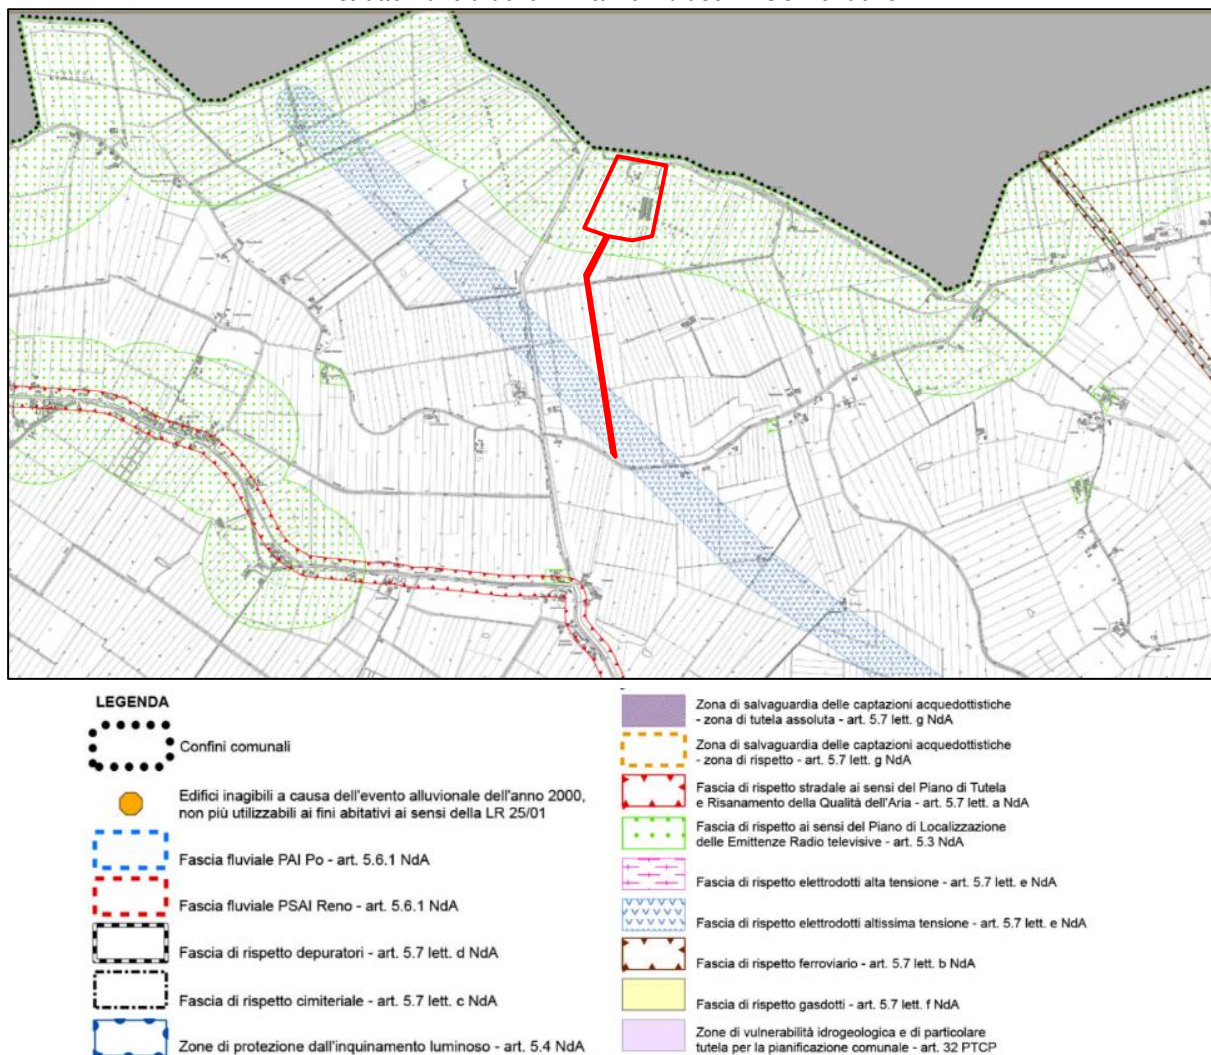 LEGENDA
Confini comunali
Edifici inagibili a causa dell'evento alluvionale dell'anno 2000,
non più utilizzabili ai fini abitativi ai sensi della LR 25/01
Fascia fluviale PAI Po - art. 5.6.1 NdA
Fascia fluviale PSAI Reno - art. 5.6.1 NdA
Fascia di rispetto depuratori - art. 5.7 lett. d NdA
Fascia di rispetto cimiteriale - art. 5.7 lett. c NdA
Zone di protezione dall'inquinamento luminoso - art. 5.4 NdA
Zona di salvaguardia delle captazioni acquedottistiche
- zona di tutela assoluta - art. 5.7 lett. g NdA
Zona di salvaguardia delle captazioni acquedottistiche
- zona di rispetto - art. 5.7 lett. g NdA
Fascia di rispetto stradale ai sensi del Piano di Tutela
e Risanamento della Qualità dell'Aria - art. 5.7 lett. a NdA
Fascia di rispetto ai sensi del Piano di Localizzazione
delle Emittenze Radio televisive - art. 5.3 NdA
Fascia di rispetto elettrodotti alta tensione - art. 5.7 lett. e NdA
Fascia di rispetto elettrodotti altissima tensione - art. 5.7 lett. e NdA
Fascia di rispetto ferroviario - art. 5.7 lett. b NdA
Fascia di rispetto gasdotti - art. 5.7 lett. f NdA
Zone di vulnerabilità idrogeologica e di particolare
tutela per la pianificazione comunale - art. 32 PTCP